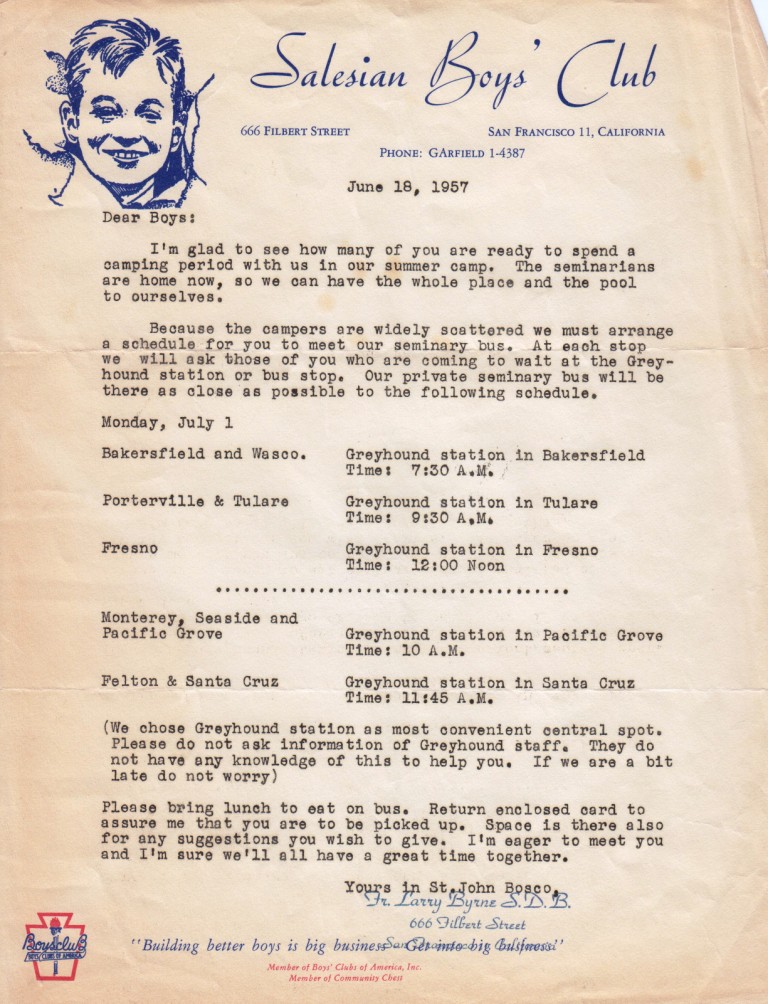 Salesian Boys' Club
666 Filbert Street San Francisco 11, California
Phone: GArfield 1-4387
June 18, 1957
Dear Boys:
I'm glad to see how many of you are ready to spend a
camping period with us in our summer camp. The seminarians
are home now, so we can have the whole place and the pool
to ourselves.
Because the campers are widely scattered we must arrange
a schedule for you to meet our seminary bus. At each stop
we will ask those of you who are coming to wait at the Grey-
hound station or bus stop. Our private seminary bus will be
there as close as possible to the following schedule.
Monday, July 1
Bakersfield and Wasco. Greyhound station in Bakersfield
Time: 7:30 A.M.
Porterville & Tulare Greyhound station in Tulare
Time: 9:30 A.M.
Fresno Greyhound station in Fresno
Time: 12:00 Noon
Monterey, Seaside and
Pacific Grove Greyhound station in Pacific Grove
Time: 10 A.M.
Felton & Santa Cruz Greyhound station in Santa Cruz
Time: 11:45 A.M.
(We chose Greyhound station as most convenient central spot.
Please do not ask information of Greyhound staff. They do
not have any knowledge of this to help you. If we are a bit
late do not worry)
Please bring lunch to eat on bus. Return enclosed card to
assure me that you are to be picked up. Space is there also
for any suggestions you wish to give. I'm eager to meet you
and I'm sure we'll all have a great time together.
Yours in St.John Bosco,
Fr. Larry Byrne S.D.B.
666 Filbert Street
San Francisco 11, California
"Building better boys is big business - Get into big business!"
Member of Boys' Clubs of America, Inc.
Member of Community Chest
Boys Club
BOYS' CLUBS OF AMERICA